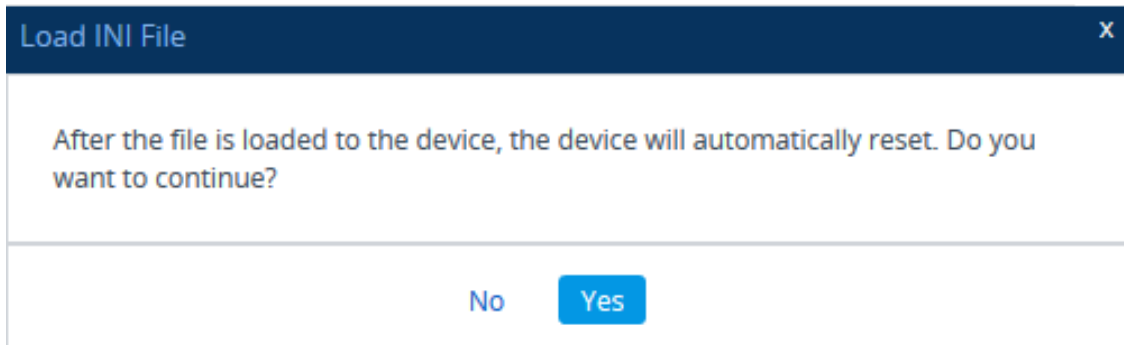 Load INI File
x
After the file is loaded to the device, the device will automatically reset. Do you
want to continue?
No
Yes